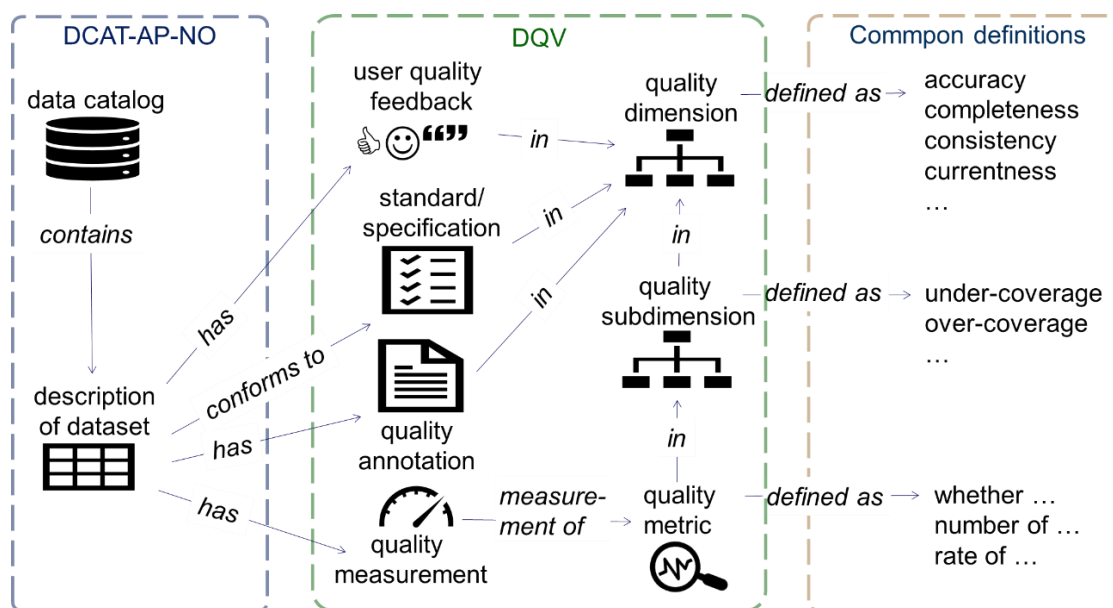 DCAT-AP-NO
data catalog
contains
has
conforms to
description
of dataset
has
has
DQV
user quality
feedback
in
standard/
specification
in
in
quality
annotation
quality
measurement
measure-
ment of
quality
dimension
in
quality
subdimension
in
quality
metric
Commpon definitions
defined as
accuracy
completeness
consistency
currentness
…
defined as
under-coverage
over-coverage
…
defined as
whether …
number of …
rate of …